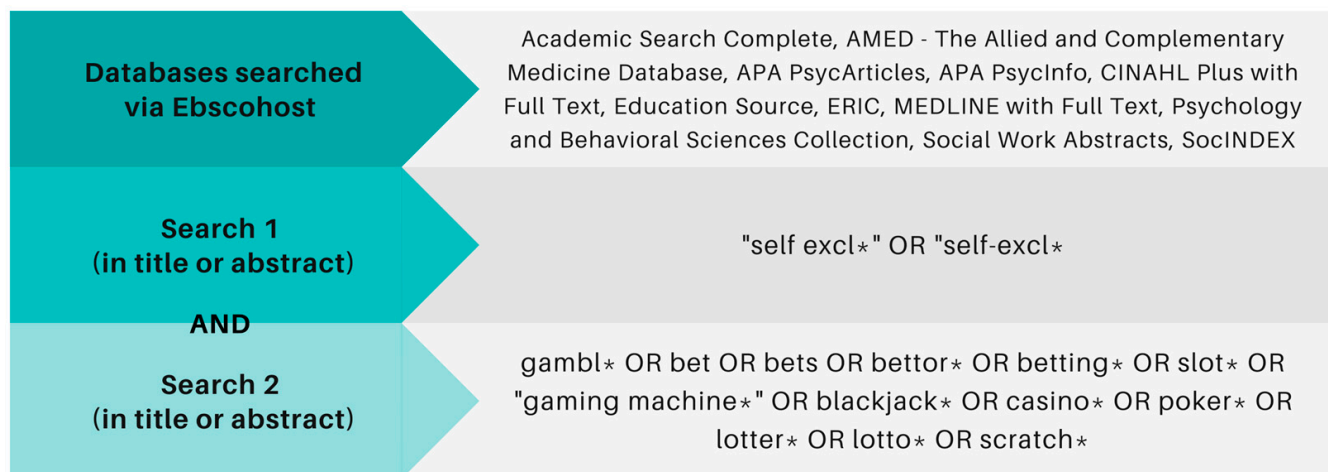 Databases searched
via Ebscohost
Academic Search Complete, AMED - The Allied and Complementary
Medicine Database, APA PsycArticles, APA PsycInfo, CINAHL Plus with
Full Text, Education Source, ERIC, MEDLINE with Full Text, Psychology
and Behavioral Sciences Collection, Social Work Abstracts, SocINDEX
Search 1
(in title or abstract)
"self excl*" OR "self-excl*
AND
Search 2
(in title or abstract)
gambl* OR bet OR bets OR bettor* OR betting* OR slot* OR
"gaming machine*" OR blackjack* OR casino* OR poker* OR
lotter* OR lotto* OR scratch*